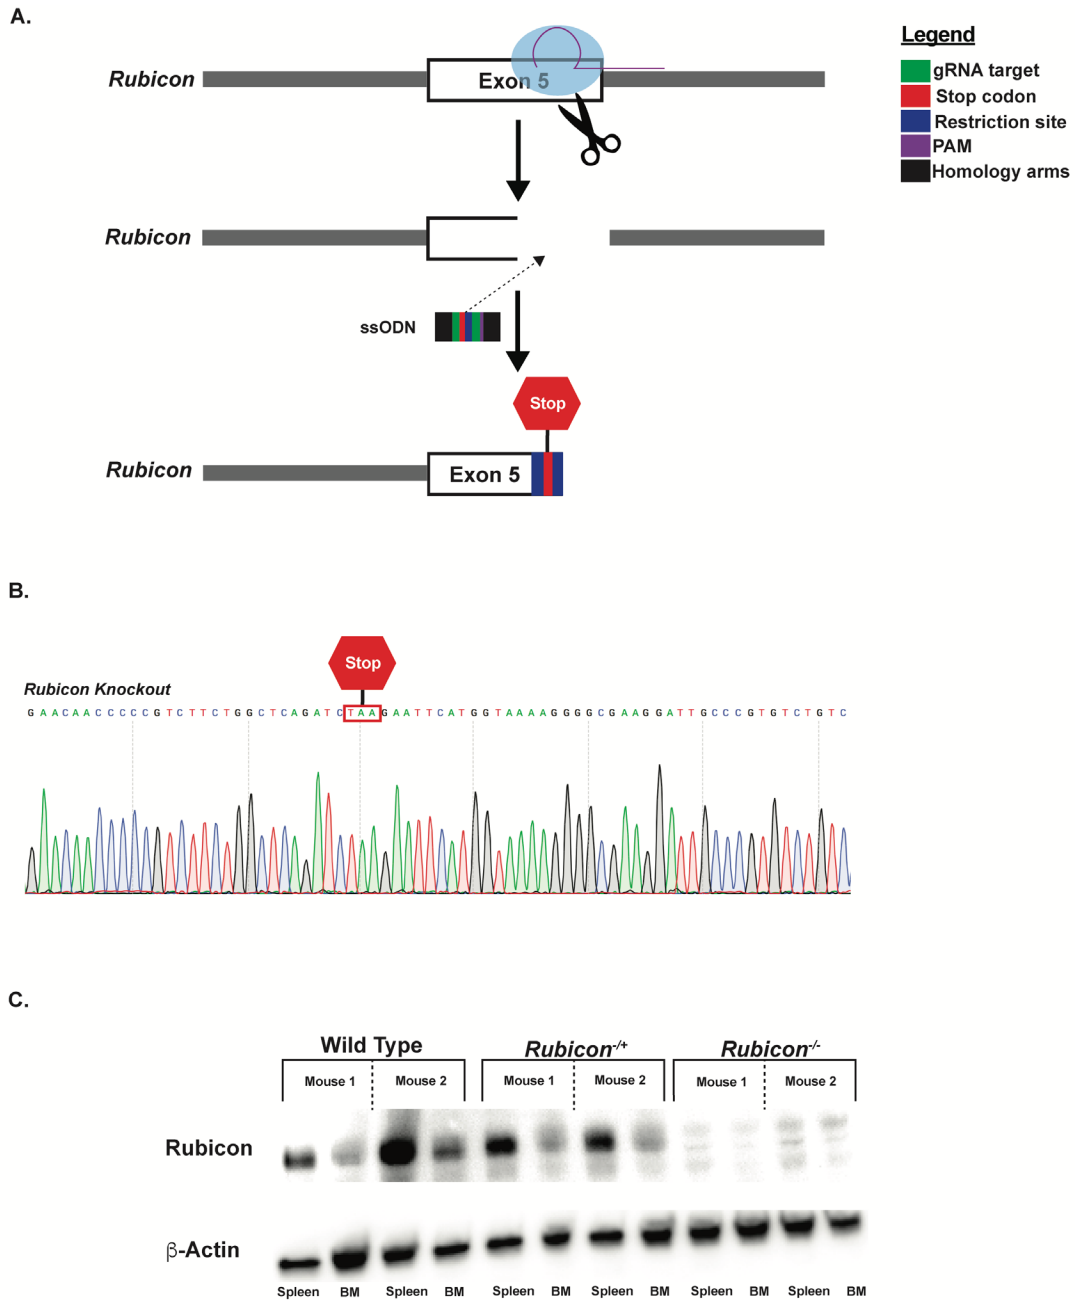 A.
Legend
Rubicon
Exon 5
gRNA target
Stop codon
Restriction site
PAM
Homology arms
Rubicon
ssODN
Stop
Rubicon
Exon 5
B.
Stop
Rubicon Knockout
G A A C A A C C C C C G T C T T C T G G C T C A G A T C T A A G A A T T C A T G G T A A A A G G G G C G A A G G A T T G C C C G T G T C T G T C
C.
Wild Type Rubicon-/+ Rubicon-/-
Mouse 1 Mouse 2 Mouse 1 Mouse 2 Mouse 1 Mouse 2
Rubicon
β-Actin
Spleen BM Spleen BM Spleen BM Spleen BM Spleen BM Spleen BM